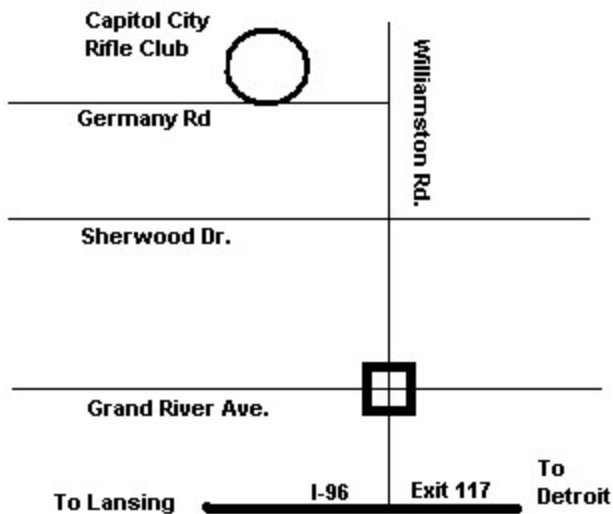 Capitol City
Rifle Club
Williamston Rd.
Germany Rd
Sherwood Dr.
Grand River Ave.
To Lansing
I-96
Exit 117
To
Detroit